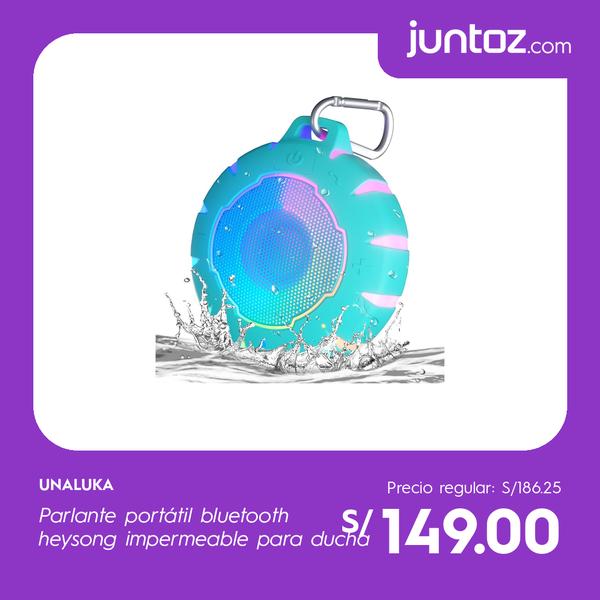 juntoz.com
UNALUKA
Parlante portátil bluetooth
heysong impermeable para ducha
Precio regular: S/186.25
S/ 149.00